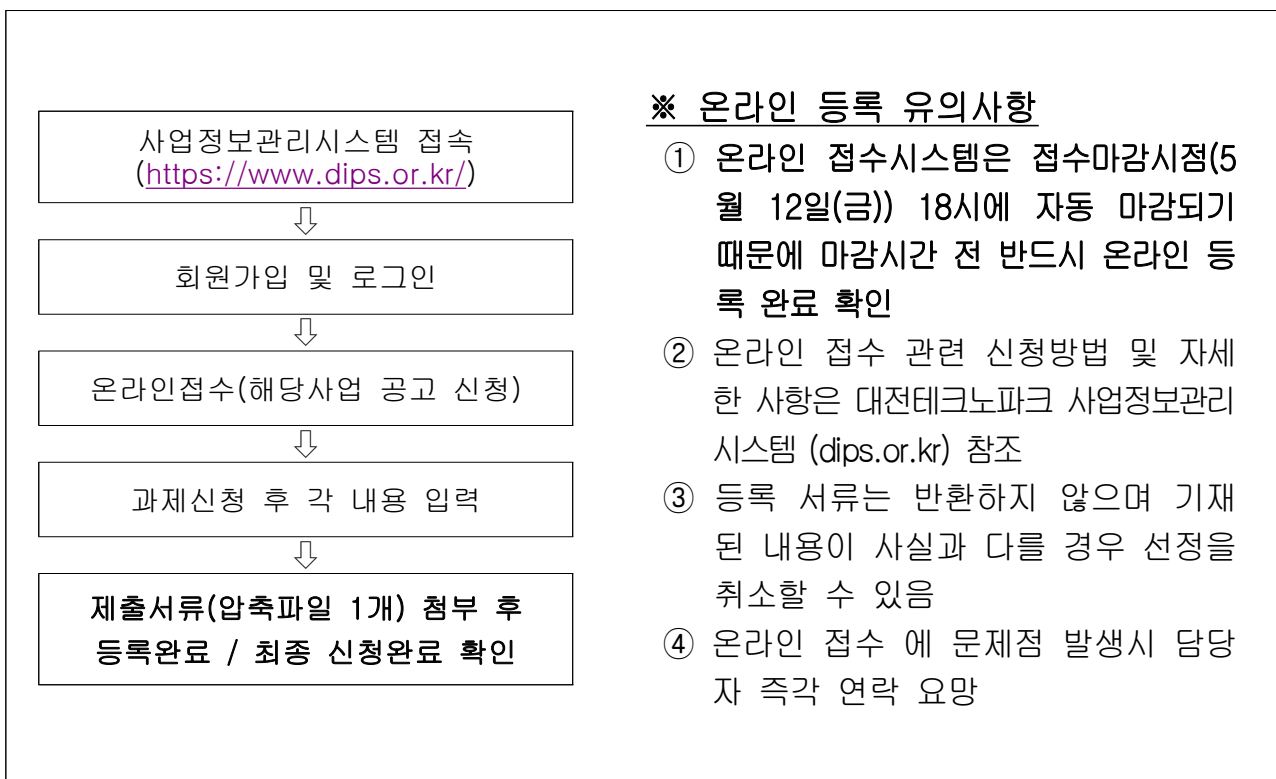 사업정보관리시스템 접속
(https://www.dips.or.kr/)
⇩
회원가입 및 로그인
⇩
온라인접수(해당사업 공고 신청)
⇩
과제신청 후 각 내용 입력
⇩
제출서류(압축파일 1개) 첨부 후
등록완료 / 최종 신청완료 확인
※ 온라인 등록 유의사항
① 온라인 접수시스템은 접수마감시점(5
월 12일(금)) 18시에 자동 마감되기
때문에 마감시간 전 반드시 온라인 등
록 완료 확인
② 온라인 접수 관련 신청방법 및 자세
한 사항은 대전테크노파크 사업정보관리
시스템 (dips.or.kr) 참조
③ 등록 서류는 반환하지 않으며 기재
된 내용이 사실과 다를 경우 선정을
취소할 수 있음
④ 온라인 접수 에 문제점 발생시 담당
자 즉각 연락 요망